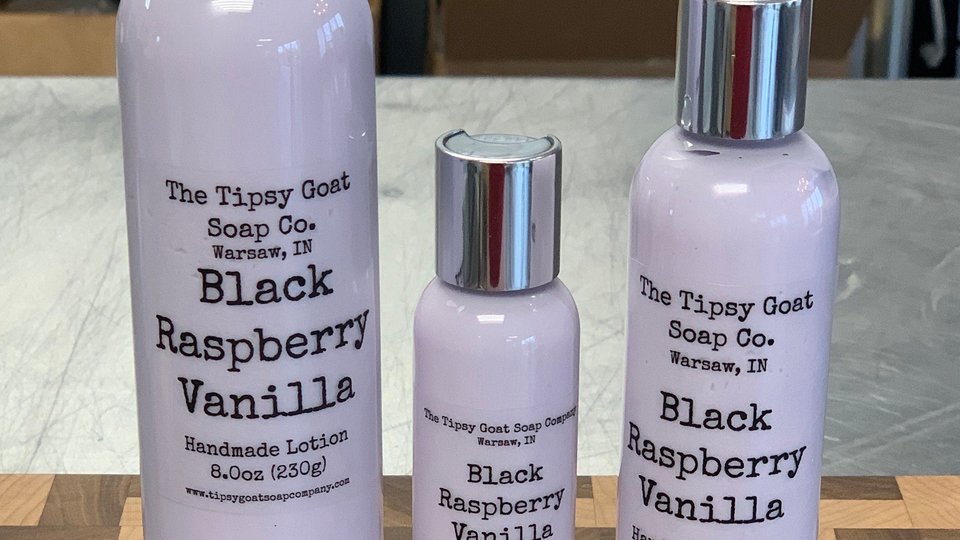 The Tipsy Goat
Soap Co.
Warsaw, IN
Black
Raspberry
Vanilla
Handmade Lotion
8.0oz (230g)
www.tipsygoatsoapcompany.com
The Tipsy Goat Soap Company
Warsaw, IN
Black
Raspberry
Vanilla
The Tipsy Goat
Soap Co.
Warsaw, IN
Black
Raspberry
Vanilla